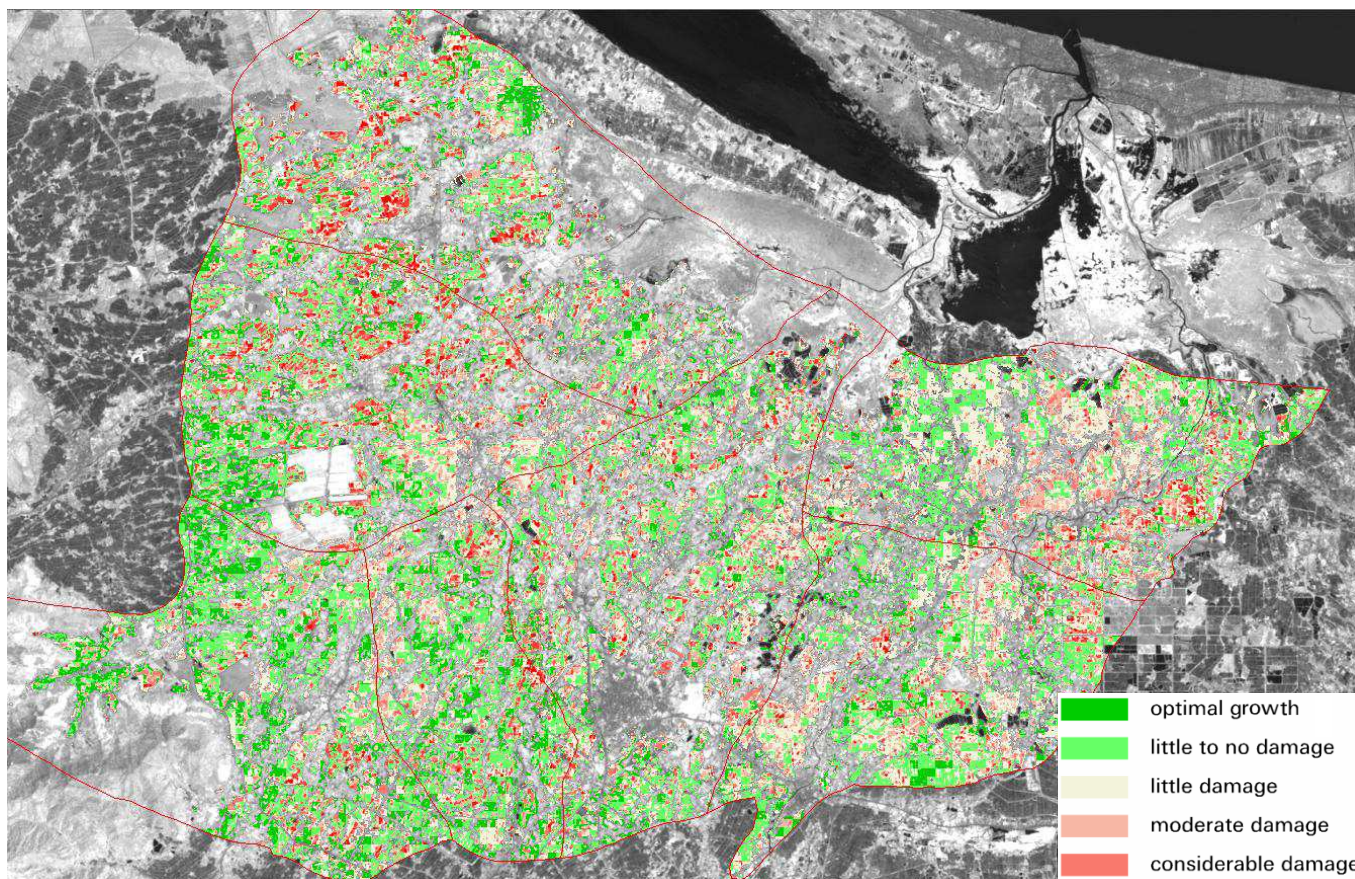 optimal growth
little to no damage
little damage
moderate damage
considerable damage